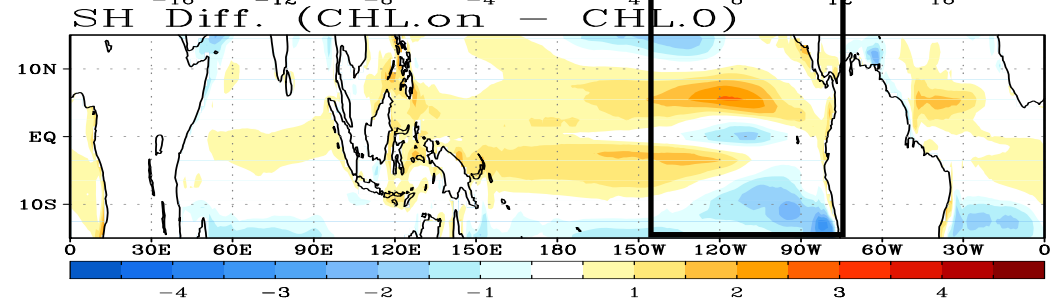 SH Diff. (CHL.on − CHL.0)
10N
EQ
10S
0 30E 60E 90E 120E 150E 180 150W 120W 90W 60W 30W 0
−4 −3 −2 −1 1 2 3 4